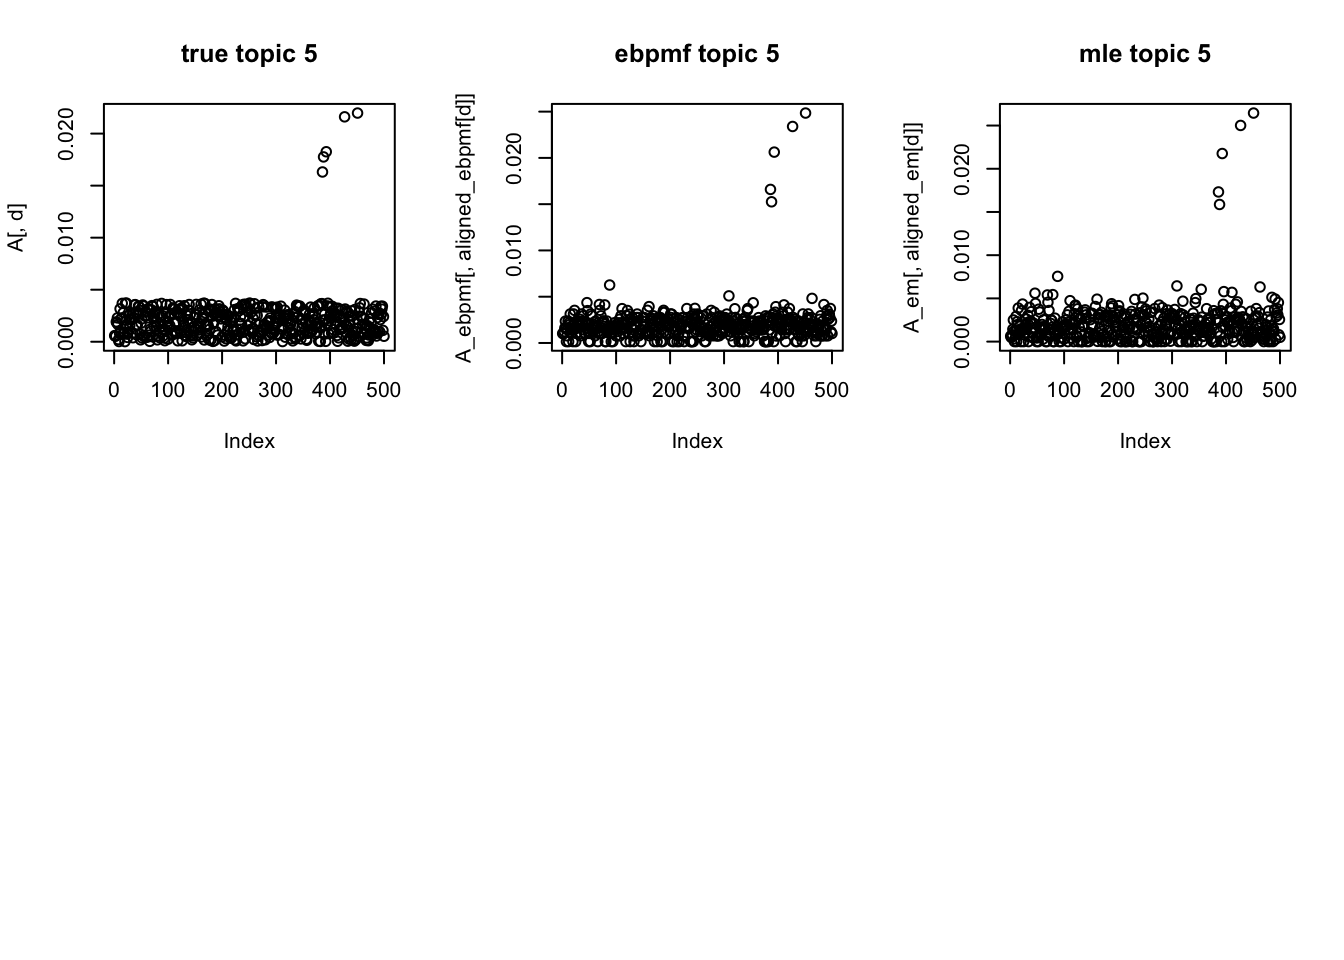 true topic 5
A[, d]
0.020
0.010
0.000
0 100 200 300 400 500
Index
ebpmf topic 5
A_ebpmf[, aligned_ebpmf[d]]
0.020
0.010
0.000
0 100 200 300 400 500
Index
mle topic 5
A_em[, aligned_em[d]]
0.020
0.010
0.000
0 100 200 300 400 500
Index